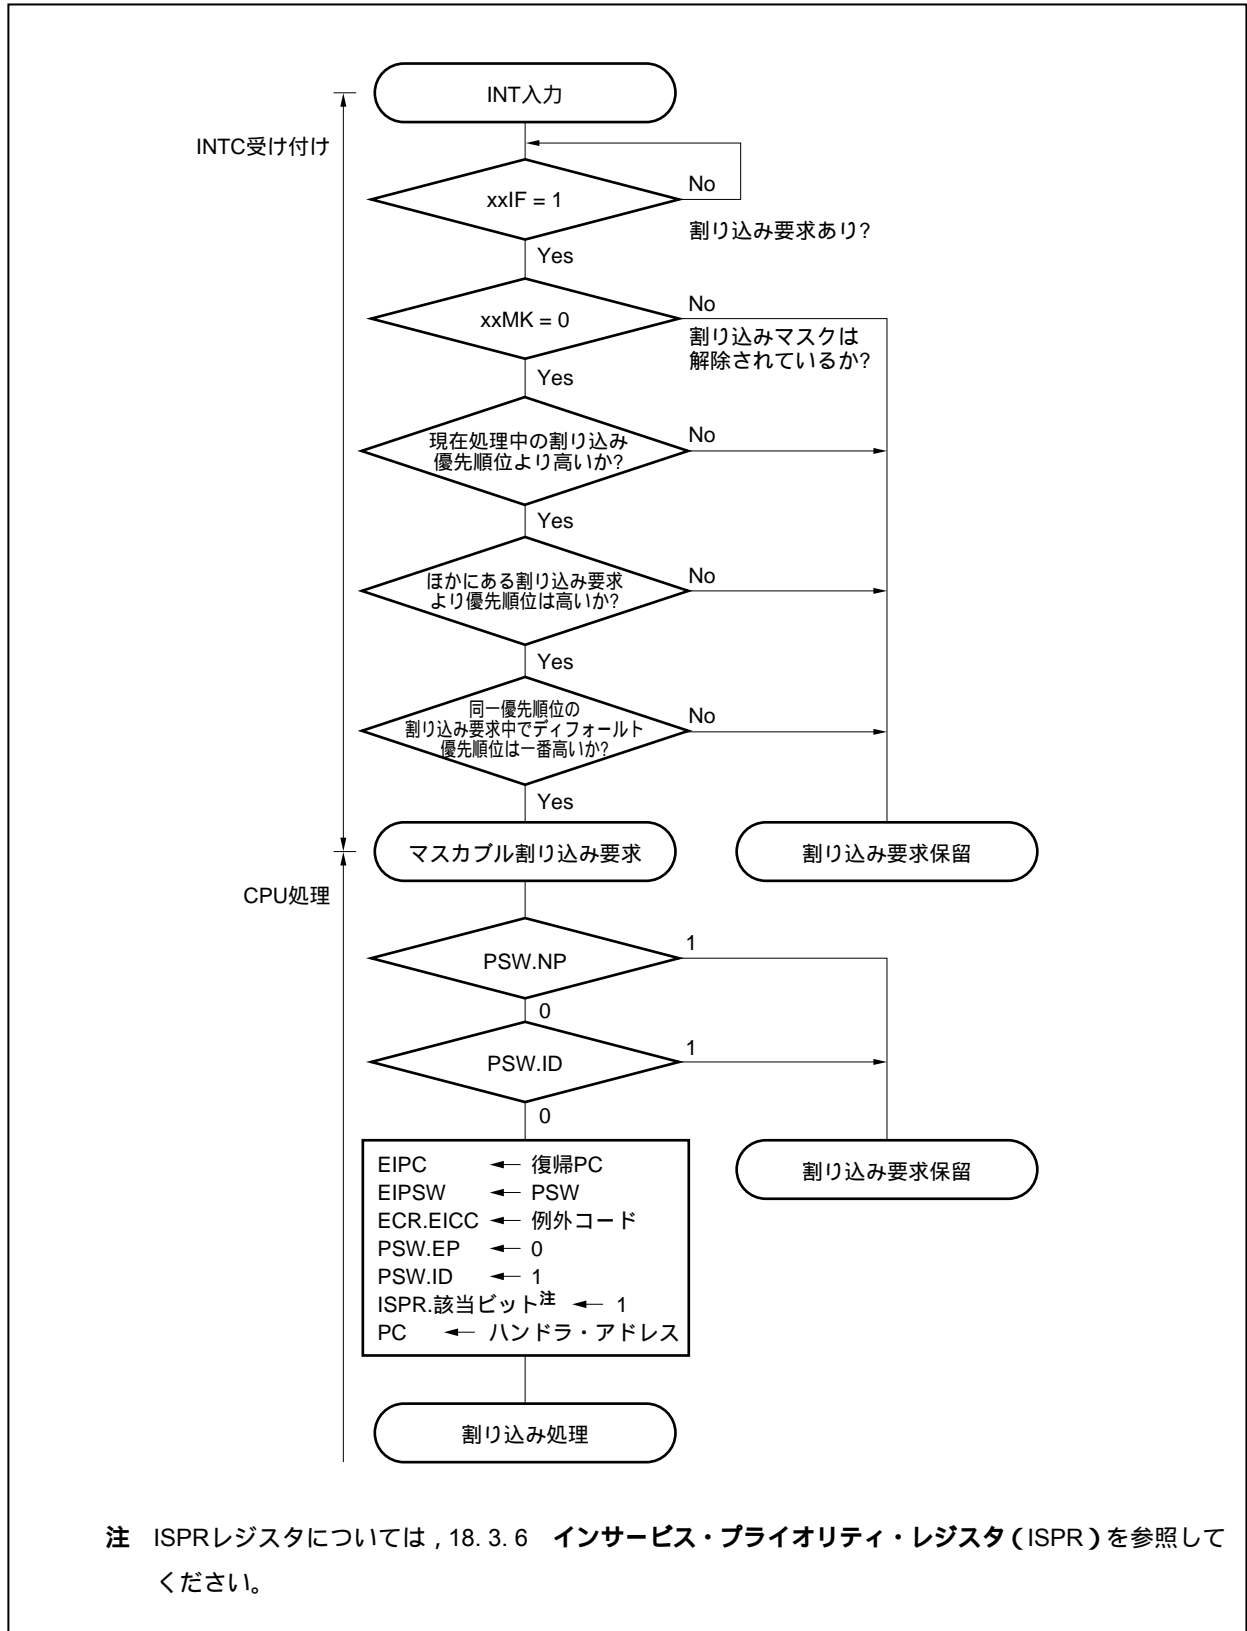 INT入力
INTC受け付け
xxIF = 1
No
割り込み要求あり?
Yes
xxMK = 0
No
割り込みマスクは
解除されているか?
Yes
現在処理中の割り込み
優先順位より高いか?
No
Yes
ほかにある割り込み要求
より優先順位は高いか?
No
Yes
同一優先順位の
割り込み要求中でディフォールト
優先順位は一番高いか?
No
Yes
マスカブル割り込み要求
割り込み要求保留
CPU処理
PSW.NP
1
0
PSW.ID
1
0
EIPC ← 復帰PC
EIPSW ← PSW
ECR.EICC ← 例外コード
PSW.EP ← 0
PSW.ID ← 1
ISPR.該当ビット注 ← 1
PC ← ハンドラ・アドレス
割り込み要求保留
割り込み処理
注 ISPRレジスタについては , 18. 3. 6 インサービス・プライオリティ・レジスタ(ISPR)を参照して
ください。